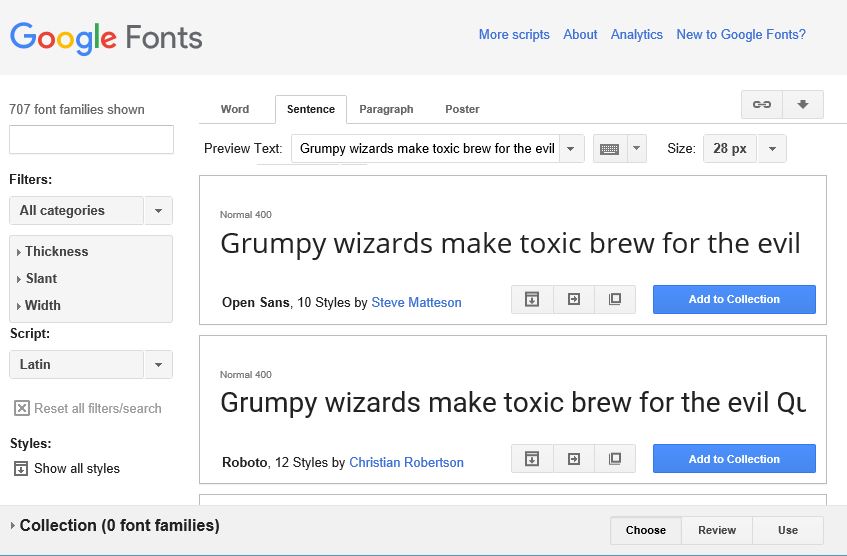 Google Fonts
More scripts About Analytics New to Google Fonts?
707 font families shown
Word Sentence Paragraph Poster
Preview Text: Grumpy wizards make toxic brew for the evil Size: 28 px
Filters:
All categories
Thickness
Slant
Width
Script:
Latin
Reset all filters/search
Styles:
Show all styles
Normal 400
Grumpy wizards make toxic brew for the evil
Open Sans, 10 Styles by Steve Matteson Add to Collection
Normal 400
Grumpy wizards make toxic brew for the evil Qu
Roboto, 12 Styles by Christian Robertson Add to Collection
Collection (0 font families) Choose Review Use